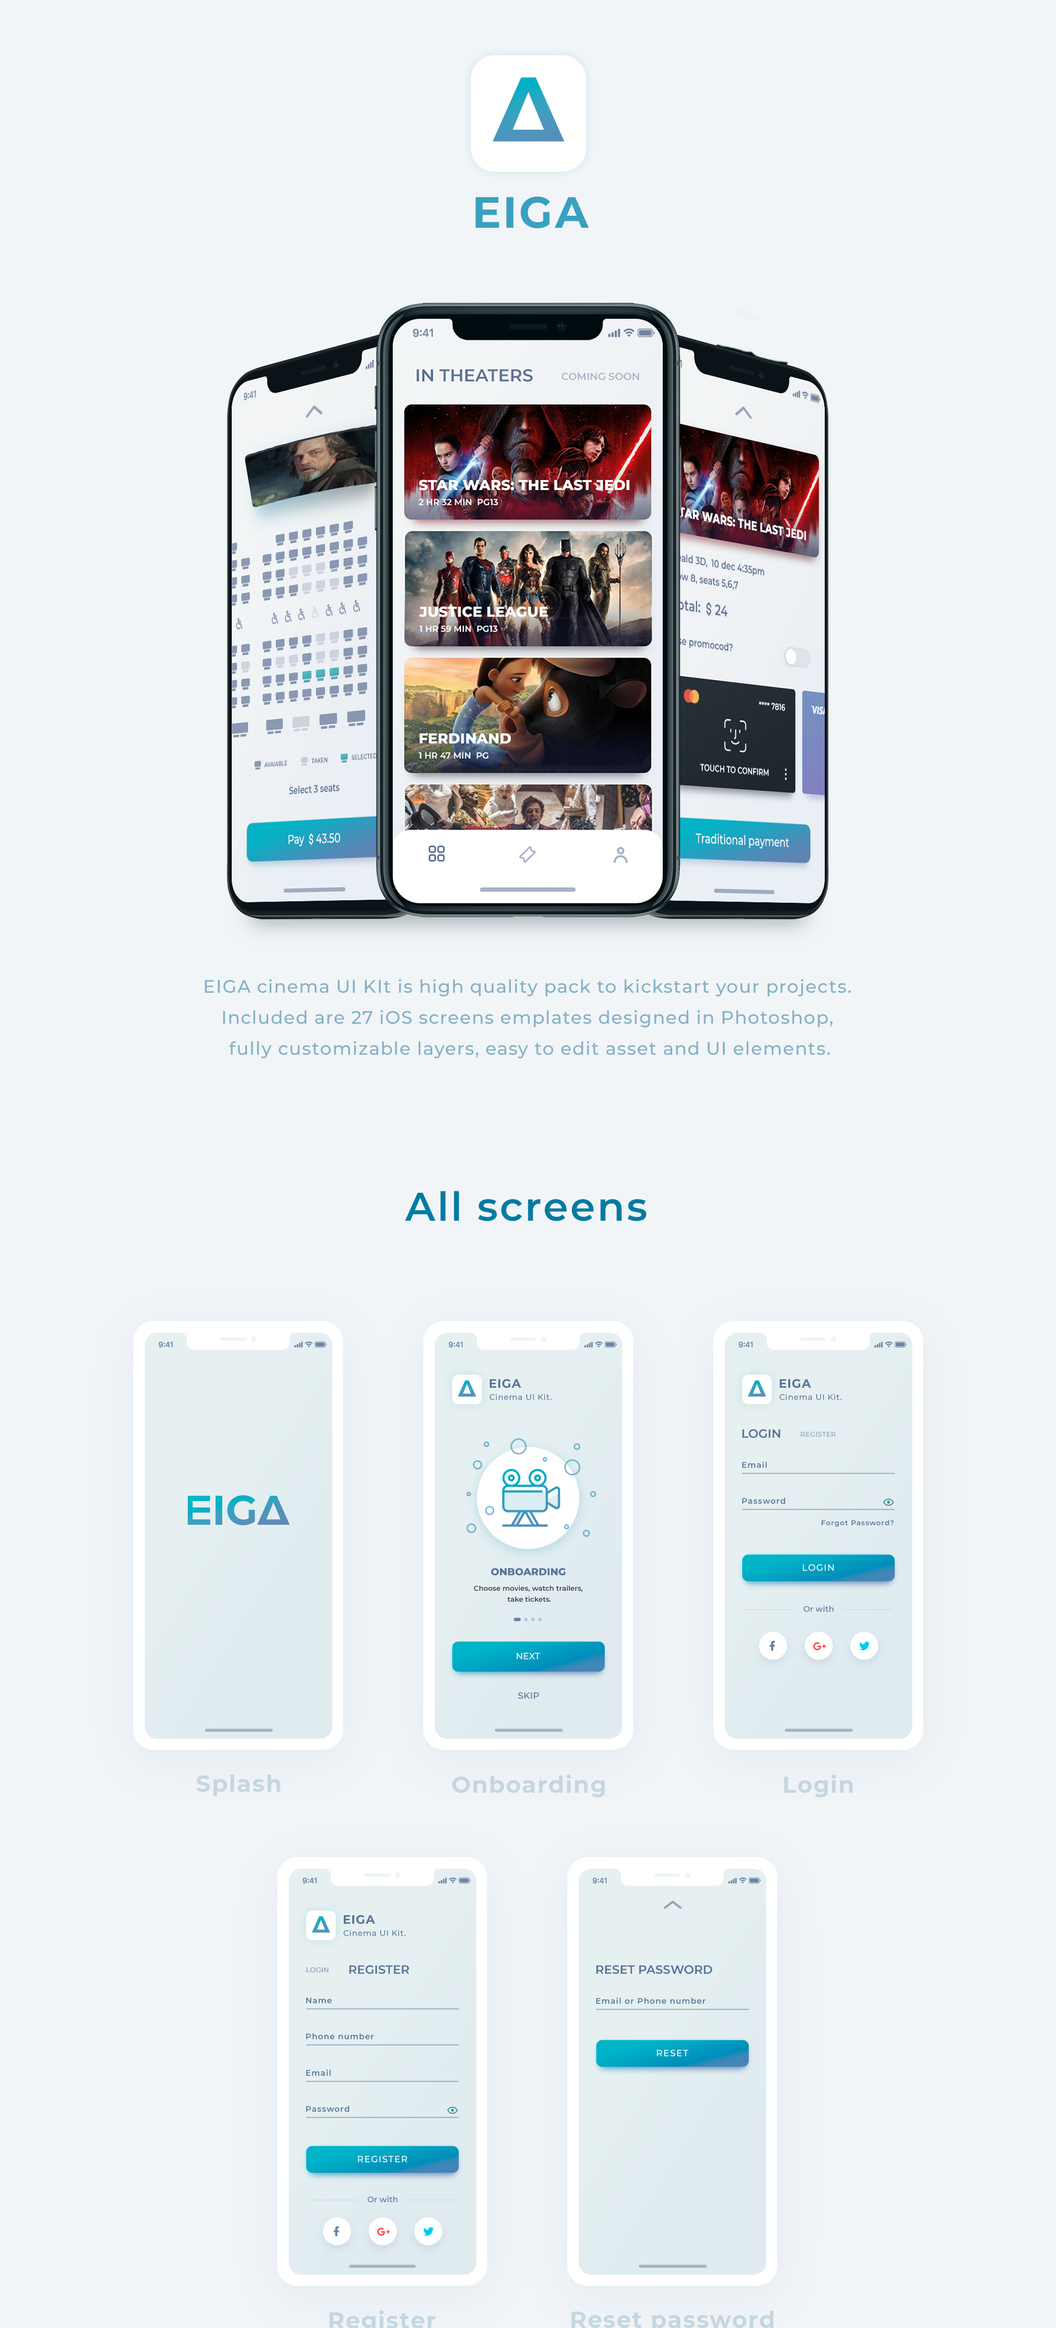 EIGA
9:41
Pay $ 43.50
AVAIABLE TAKEN SELECTED
Select 3 seats
9:41
IN THEATERS COMING SOON
STAR WARS: THE LAST JEDI
2 HR 32 MIN PG13
JUSTICE LEAGUE
1 HR 59 MIN PG13
FERDINAND
1 HR 47 MIN PG
TAR WARS: THE LAST JEDI
ald 3D, 10 dec 4:35pm
ow 8, seats 5,6,7
otal: $ 24
se promocod?
**** 7816
VISA
TOUCH TO CONFIRM
Traditional payment
EIGA cinema UI KIt is high quality pack to kickstart your projects.
Included are 27 iOS screens emplates designed in Photoshop,
fully customizable layers, easy to edit asset and UI elements.
All screens
9:41
EIGA
Splash
9:41
EIGA
Cinema UI Kit.
ONBOARDING
Choose movies, watch trailers,
take tickets.
NEXT
SKIP
Onboarding
9:41
EIGA
Cinema UI Kit.
LOGIN REGISTER
Email
Password
Forgot Password?
LOGIN
Or with
f G+
Login
9:41
EIGA
Cinema UI Kit.
LOGIN REGISTER
Name
Phone number
Email
Password
REGISTER
Or with
f G+
Register
9:41
RESET PASSWORD
Email or Phone number
RESET
Reset password